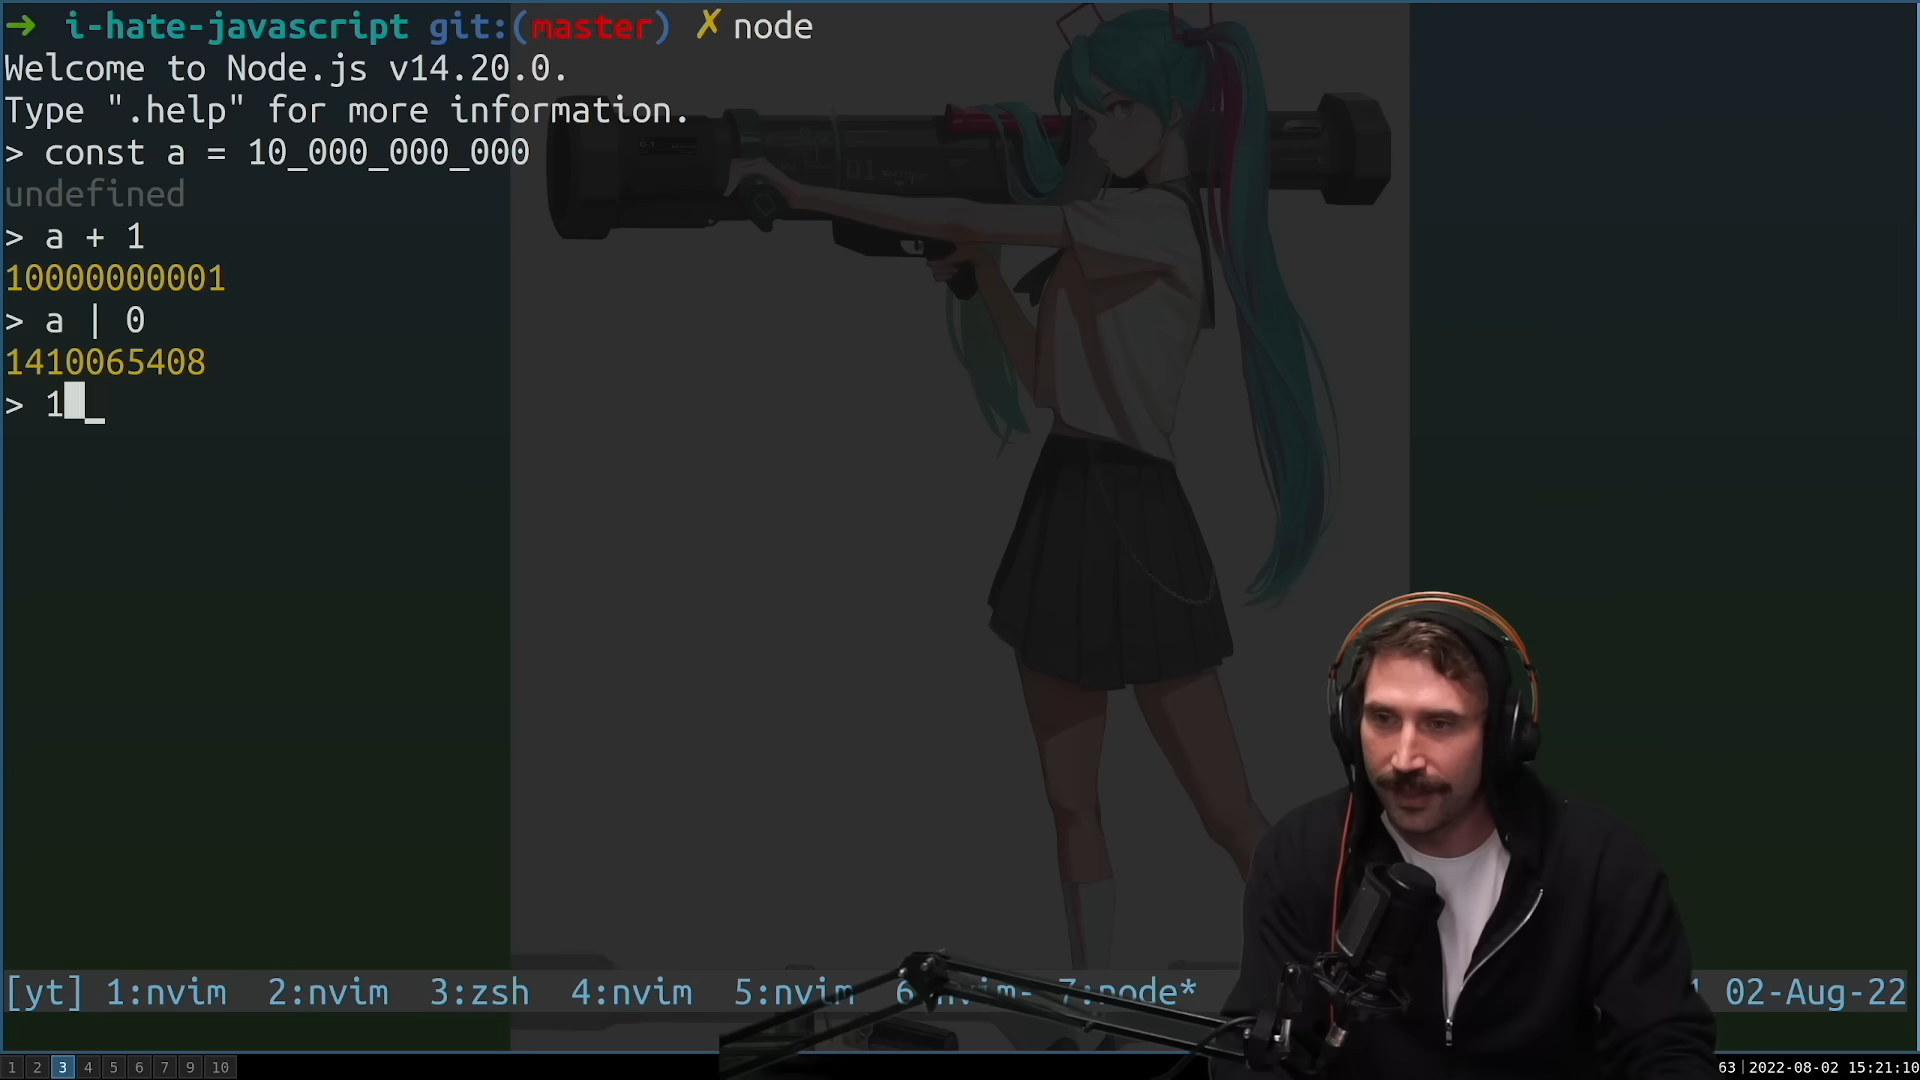 ➜ i-hate-javascript git:(master) ✗ node
Welcome to Node.js v14.20.0.
Type ".help" for more information.
> const a = 10_000_000_000
undefined
> a + 1
10000000001
> a | 0
1410065408
> 1 _
[yt] 1:nvim 2:nvim 3:zsh 4:nvim 5:nvim 6:nvim- 7:node* 02-Aug-22
1 2 3 4 5 6 7 8 9 10 63 2022-08-02 15:21:10